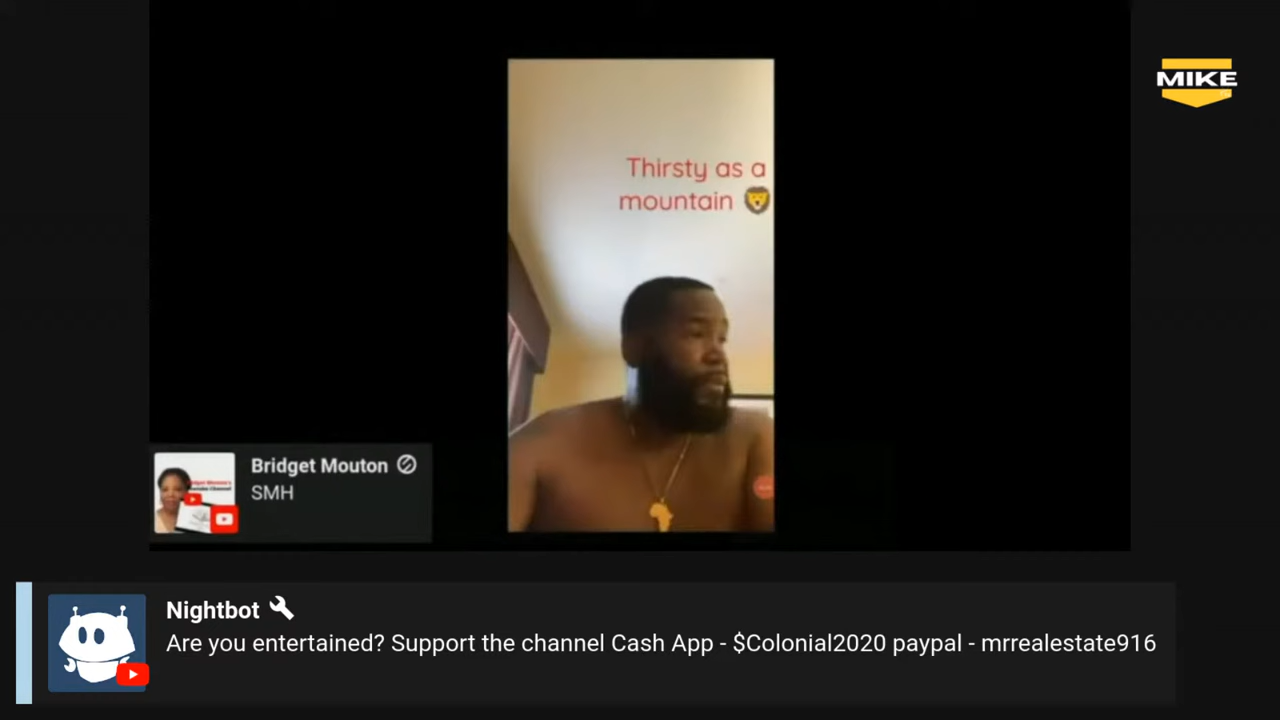 MIKE
Thirsty as a
mountain 🦁
Bridget Mouton
SMH
Nightbot
Are you entertained? Support the channel Cash App - $Colonial2020 paypal - mrrealestate916